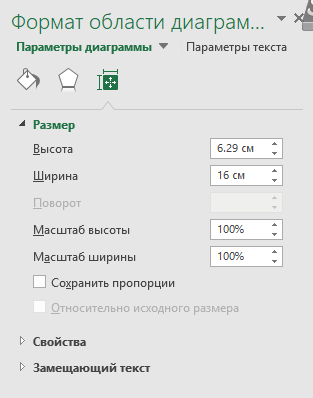 Формат области диаграм...
Параметры диаграммы Параметры текста
Размер
Высота 6.29 см
Ширина 16 см
Поворот
Масштаб высоты 100%
Масштаб ширины 100%
Сохранить пропорции
Относительно исходного размера
Свойства
Замещающий текст